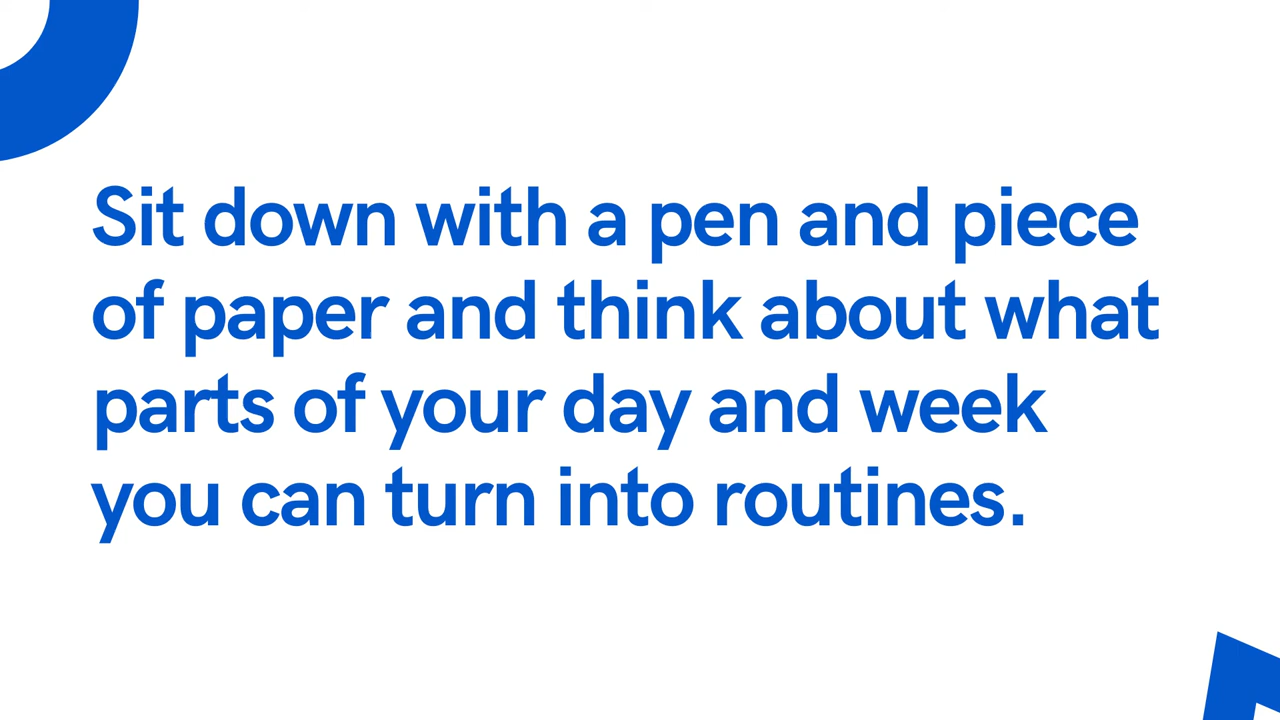 Sit down with a pen and piece
of paper and think about what
parts of your day and week
you can turn into routines.